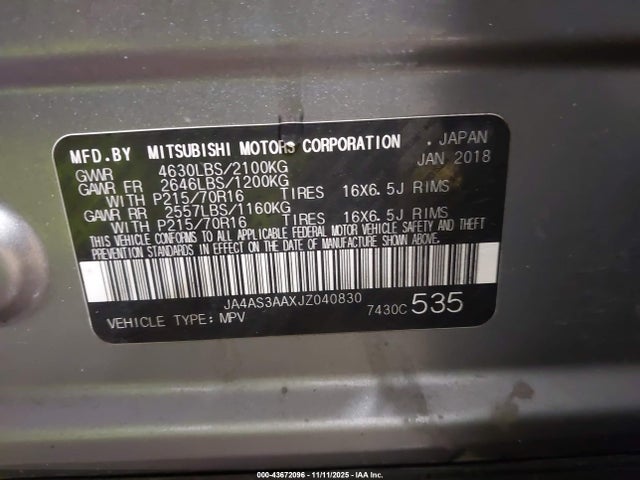 MFD.BY MITSUBISHI MOTORS CORPORATION . JAPAN
GVWR 4630LBS/2100KG JAN 2018
GAWR FR 2646LBS/1200KG
WITH P215/70R16 TIRES 16X6.5J RIMS
GAWR RR 2557LBS/1160KG
WITH P215/70R16 TIRES 16X6.5J RIMS
THIS VEHICLE CONFORMS TO ALL APPLICABLE FEDERAL MOTOR VEHICLE SAFETY AND THEFT
PREVENTION STANDARDS IN EFFECT ON THE DATE OF MANUFACTURE SHOWN ABOVE.
JA4AS3AAXJZ040830
VEHICLE TYPE: MPV 7430C 535
000-43672096 - 11/11/2025 - IAA Inc.